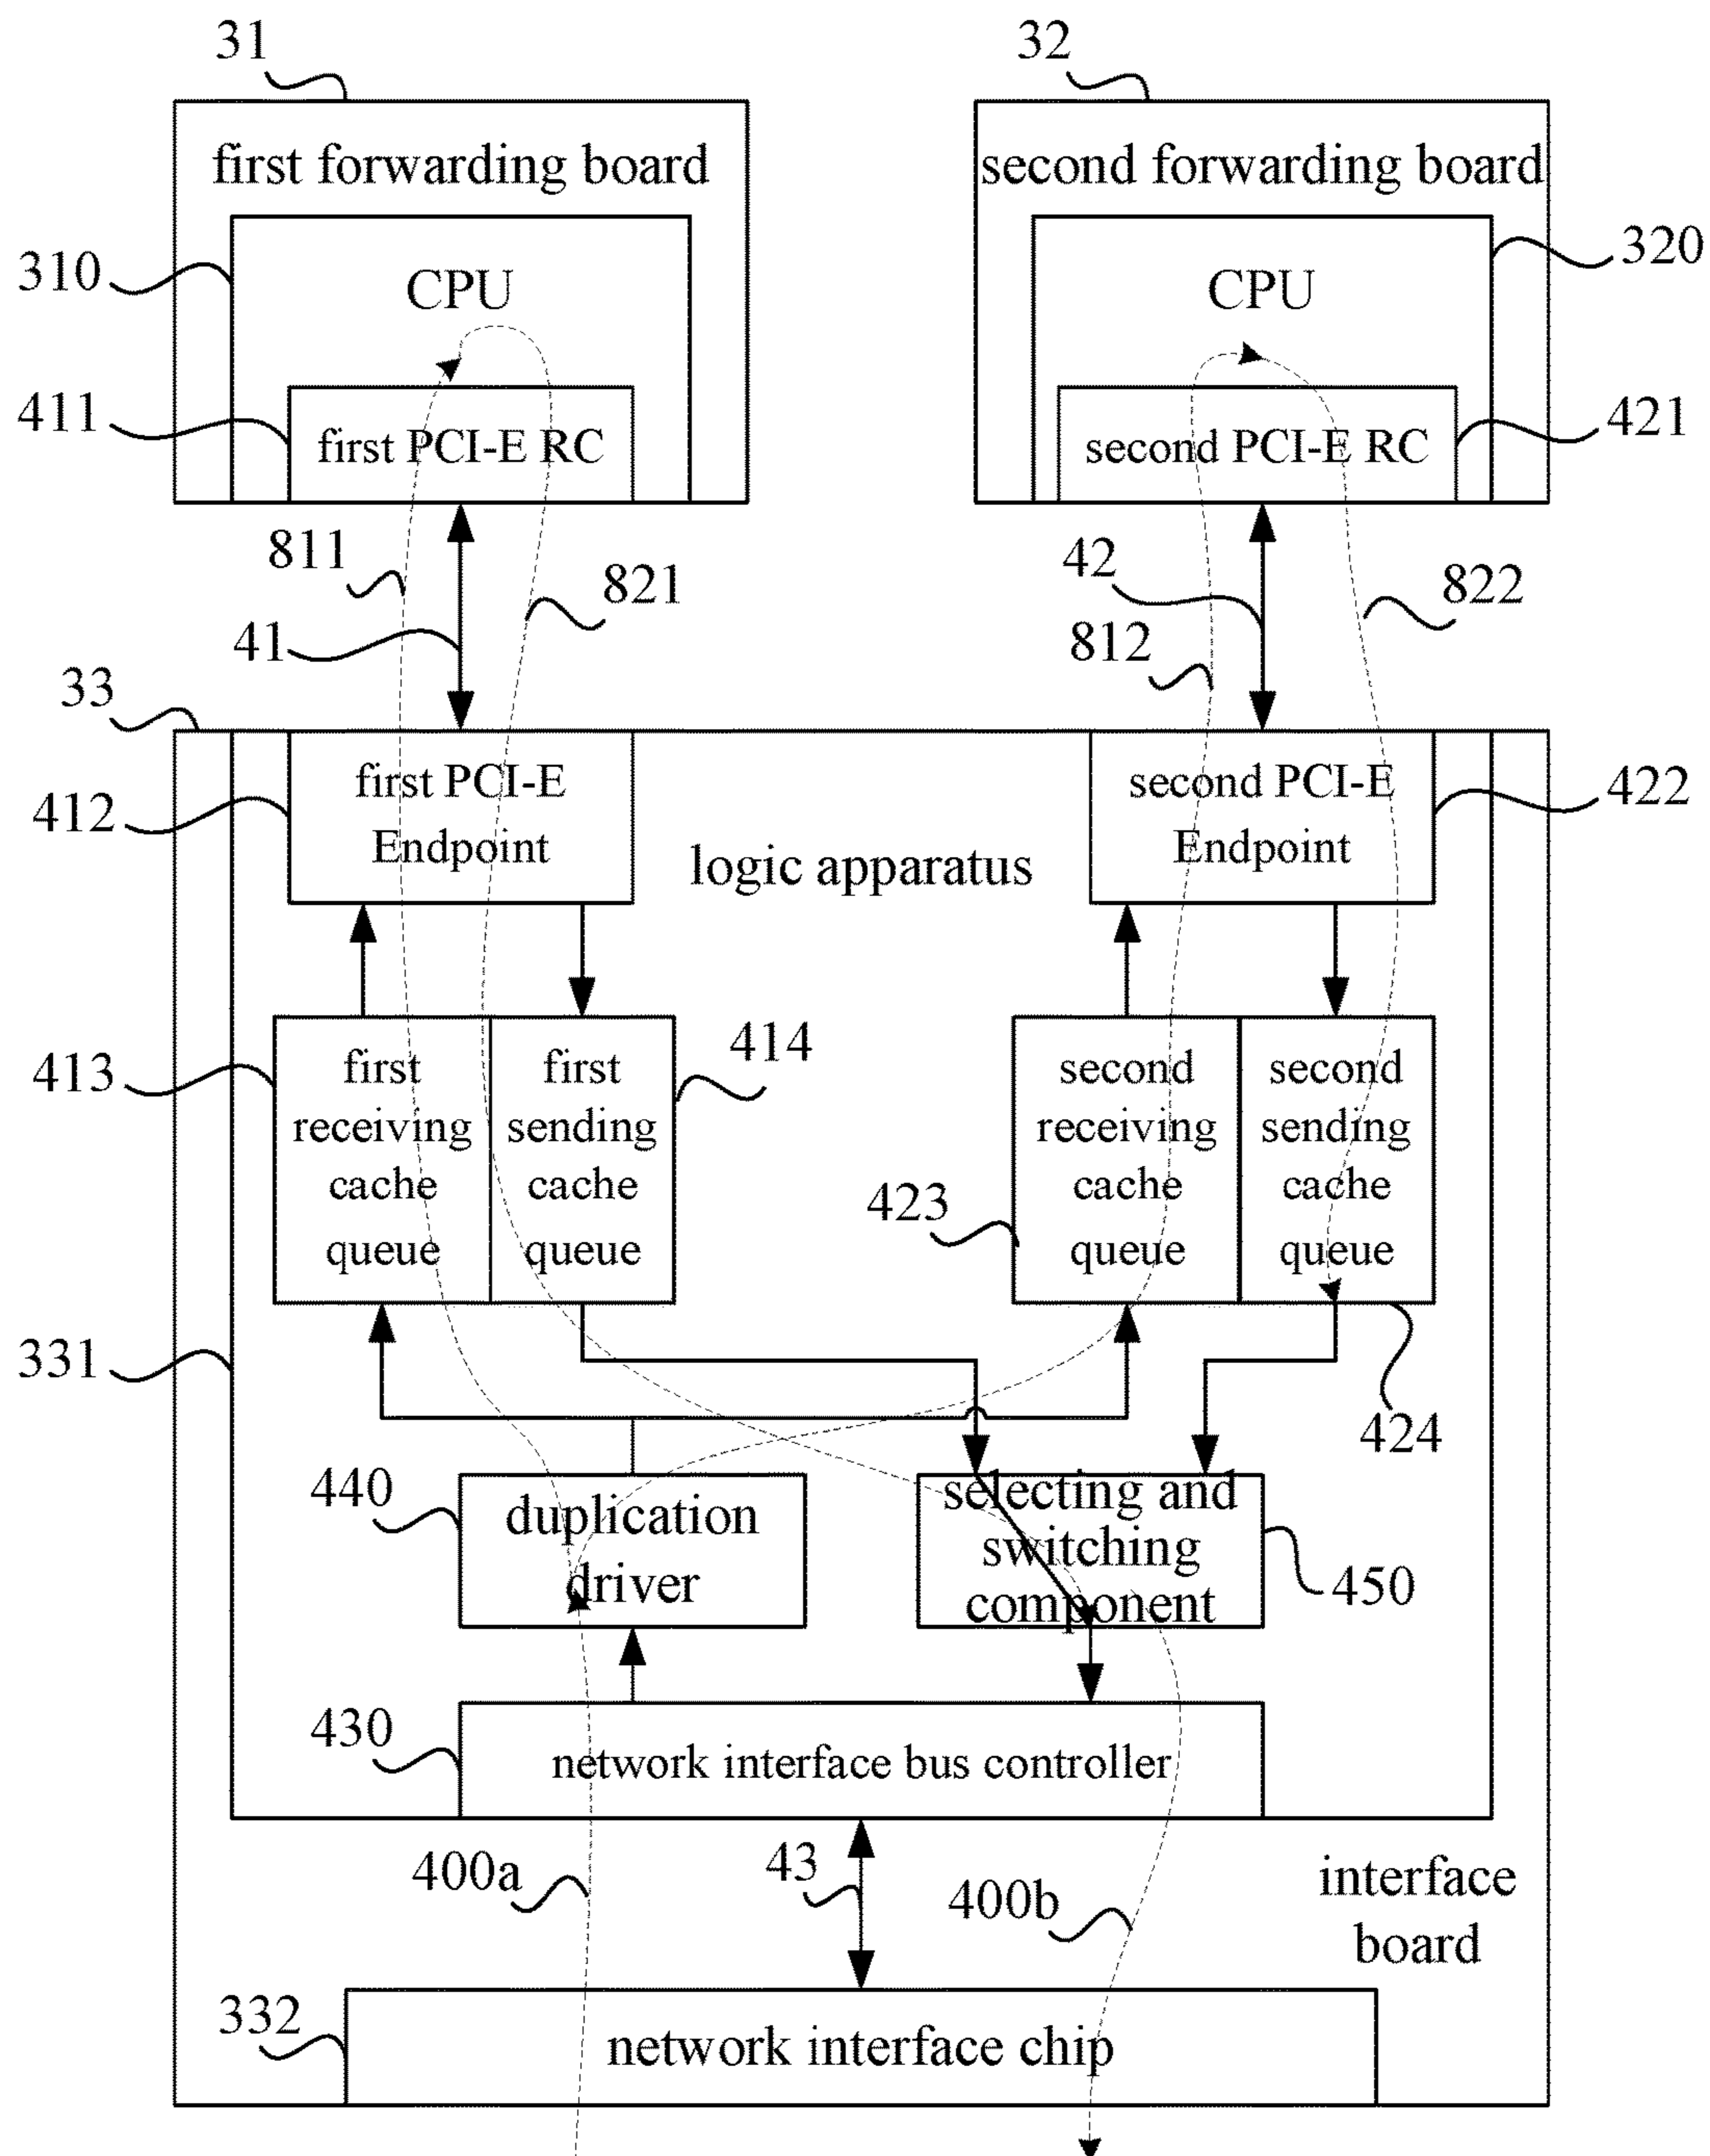 31
32
first forwarding board
second forwarding board
310
CPU
CPU
320
411
first PCI-E RC
second PCI-E RC
421
811
821
42
822
41
812
33
412
first PCI-E
Endpoint
logic apparatus
second PCI-E
Endpoint
422
413
first
receiving
cache
queue
first
sending
cache
queue
414
423
second
receiving
cache
queue
second
sending
cache
queue
331
424
440
duplication
driver
selecting and
switching
component
450
430
network interface bus controller
400a
43
400b
interface
board
332
network interface chip